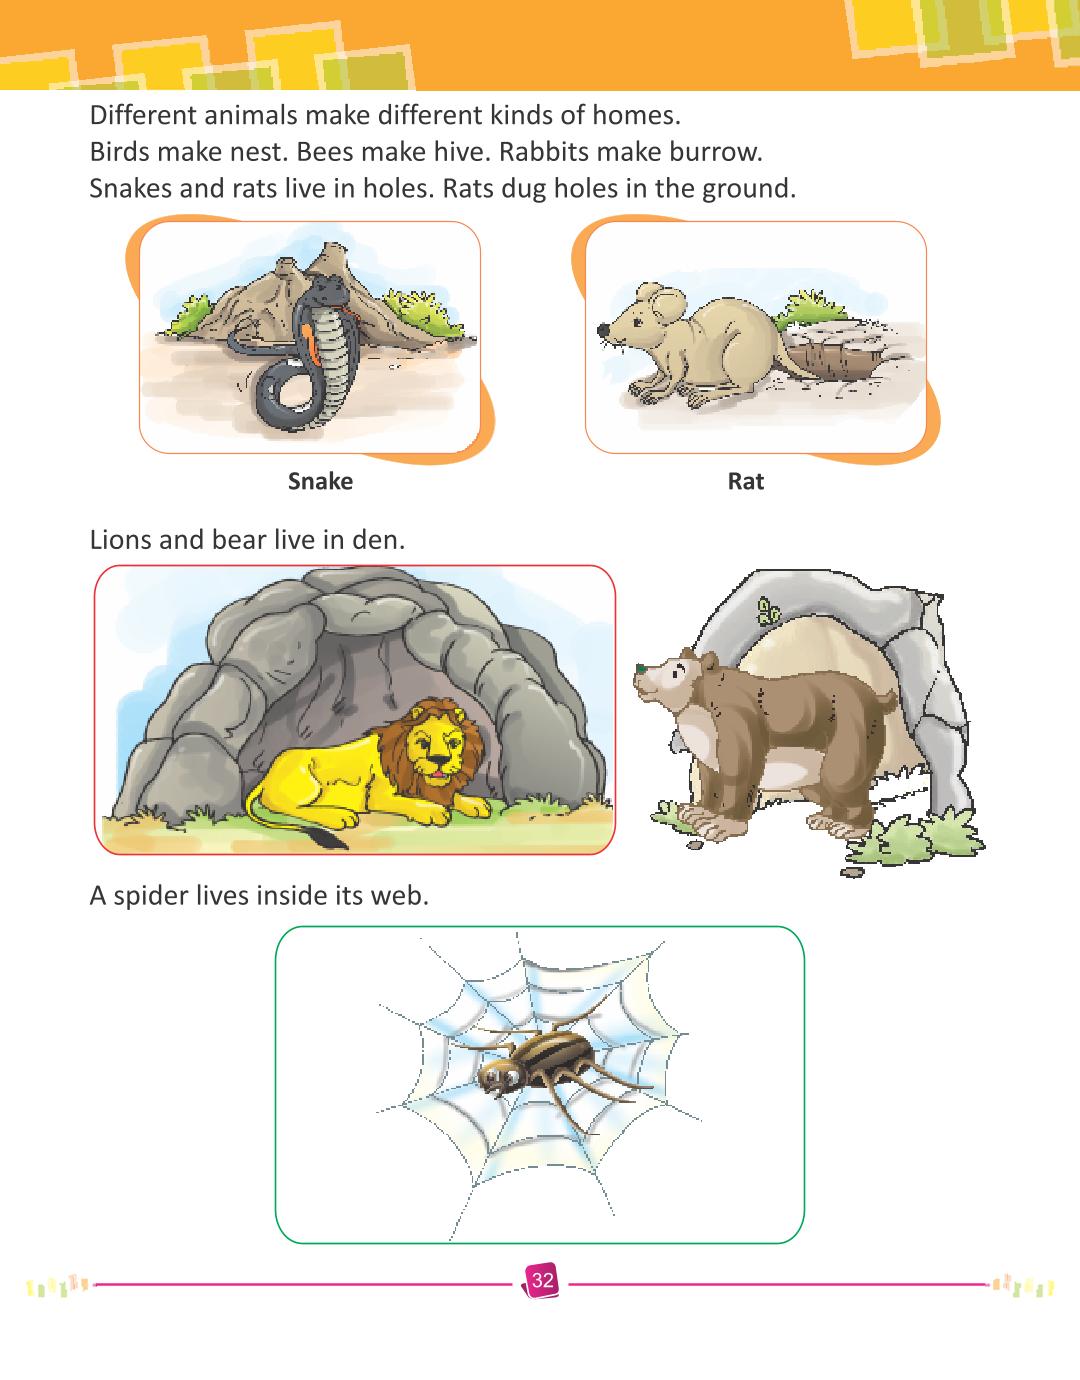 Different animals make different kinds of homes.
Birds make nest. Bees make hive. Rabbits make burrow.
Snakes and rats live in holes. Rats dug holes in the ground.
Snake
Rat
Lions and bear live in den.
A spider lives inside its web.
32